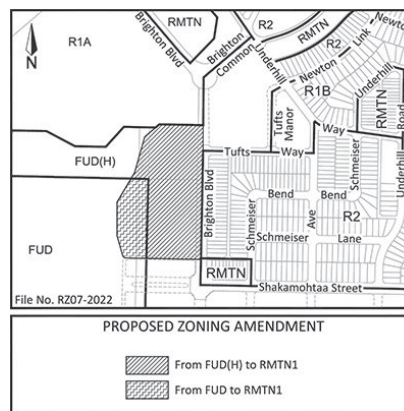 R1A
N
Brighton Blvd
RMTN
Brighton
Common
R2
RMTN
R2
Newton
Link
Newton
Underhill
R1B
Underhill
RMTN
Road
Tufts
Manor
Way
FUD(H)
Tufts Way
Brighton Blvd
Schmeiser
Bend
Ave
Bend
Schmeiser
Underhill
R2
Schmeiser Lane
FUD
RMTN
Shakamohtaa Street
File No. RZ07-2022
PROPOSED ZONING AMENDMENT
From FUD(H) to RMTN1
From FUD to RMTN1